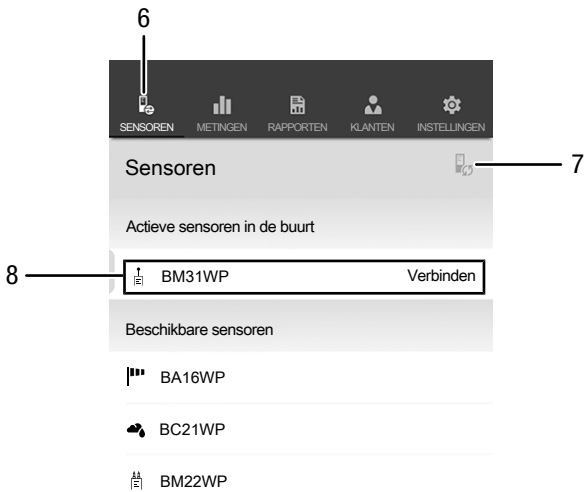 6
SENSOREN METINGEN RAPPORTEN KLANTEN INSTELLINGEN
Sensoren
7
Actieve sensoren in de buurt
8
BM31WP Verbinden
Beschikbare sensoren
BA16WP
BC21WP
BM22WP